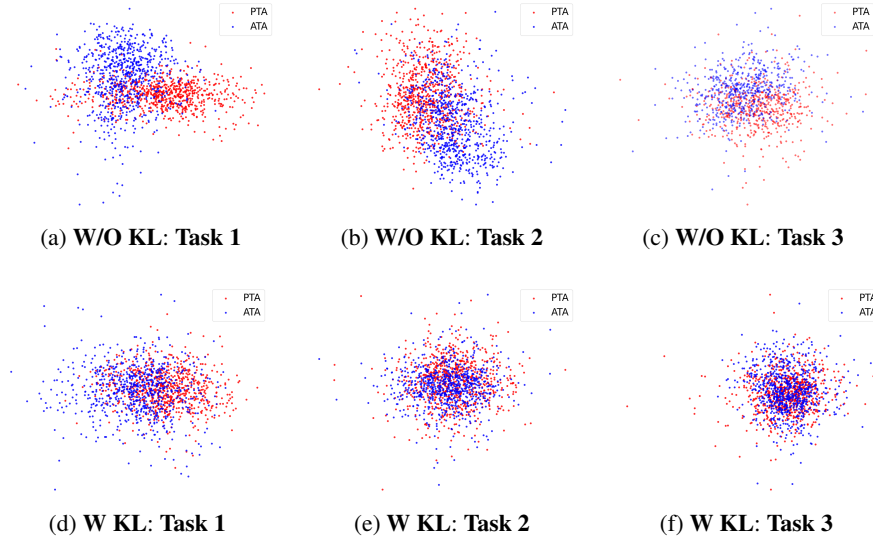 PTA
ATA
PTA
ATA
PTA
ATA
(a) W/O KL: Task 1
(b) W/O KL: Task 2
(c) W/O KL: Task 3
PTA
ATA
PTA
ATA
PTA
ATA
(d) W KL: Task 1
(e) W KL: Task 2
(f) W KL: Task 3